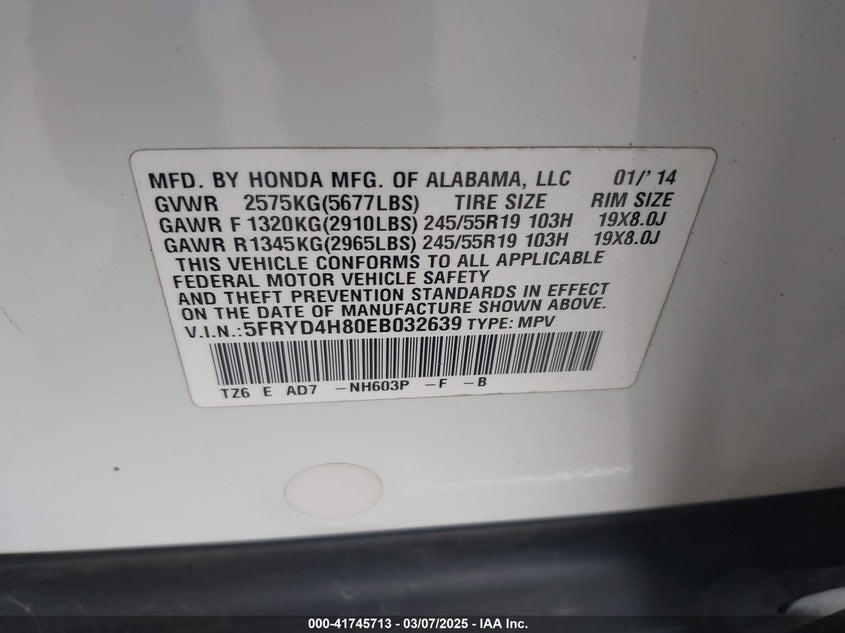 MFD. BY HONDA MFG. OF ALABAMA, LLC 01/' 14
GVWR 2575KG(5677LBS) TIRE SIZE RIM SIZE
GAWR F 1320KG(2910LBS) 245/55R19 103H 19X8.0J
GAWR R1345KG(2965LBS) 245/55R19 103H 19X8.0J
THIS VEHICLE CONFORMS TO ALL APPLICABLE
FEDERAL MOTOR VEHICLE SAFETY
AND THEFT PREVENTION STANDARDS IN EFFECT
ON THE DATE OF MANUFACTURE SHOWN ABOVE.
V.I.N.:5FRYD4H80EB032639 TYPE: MPV
TZ6 E AD7 -NH603P -F -B
000-41745713 - 03/07/2025 - IAA Inc.